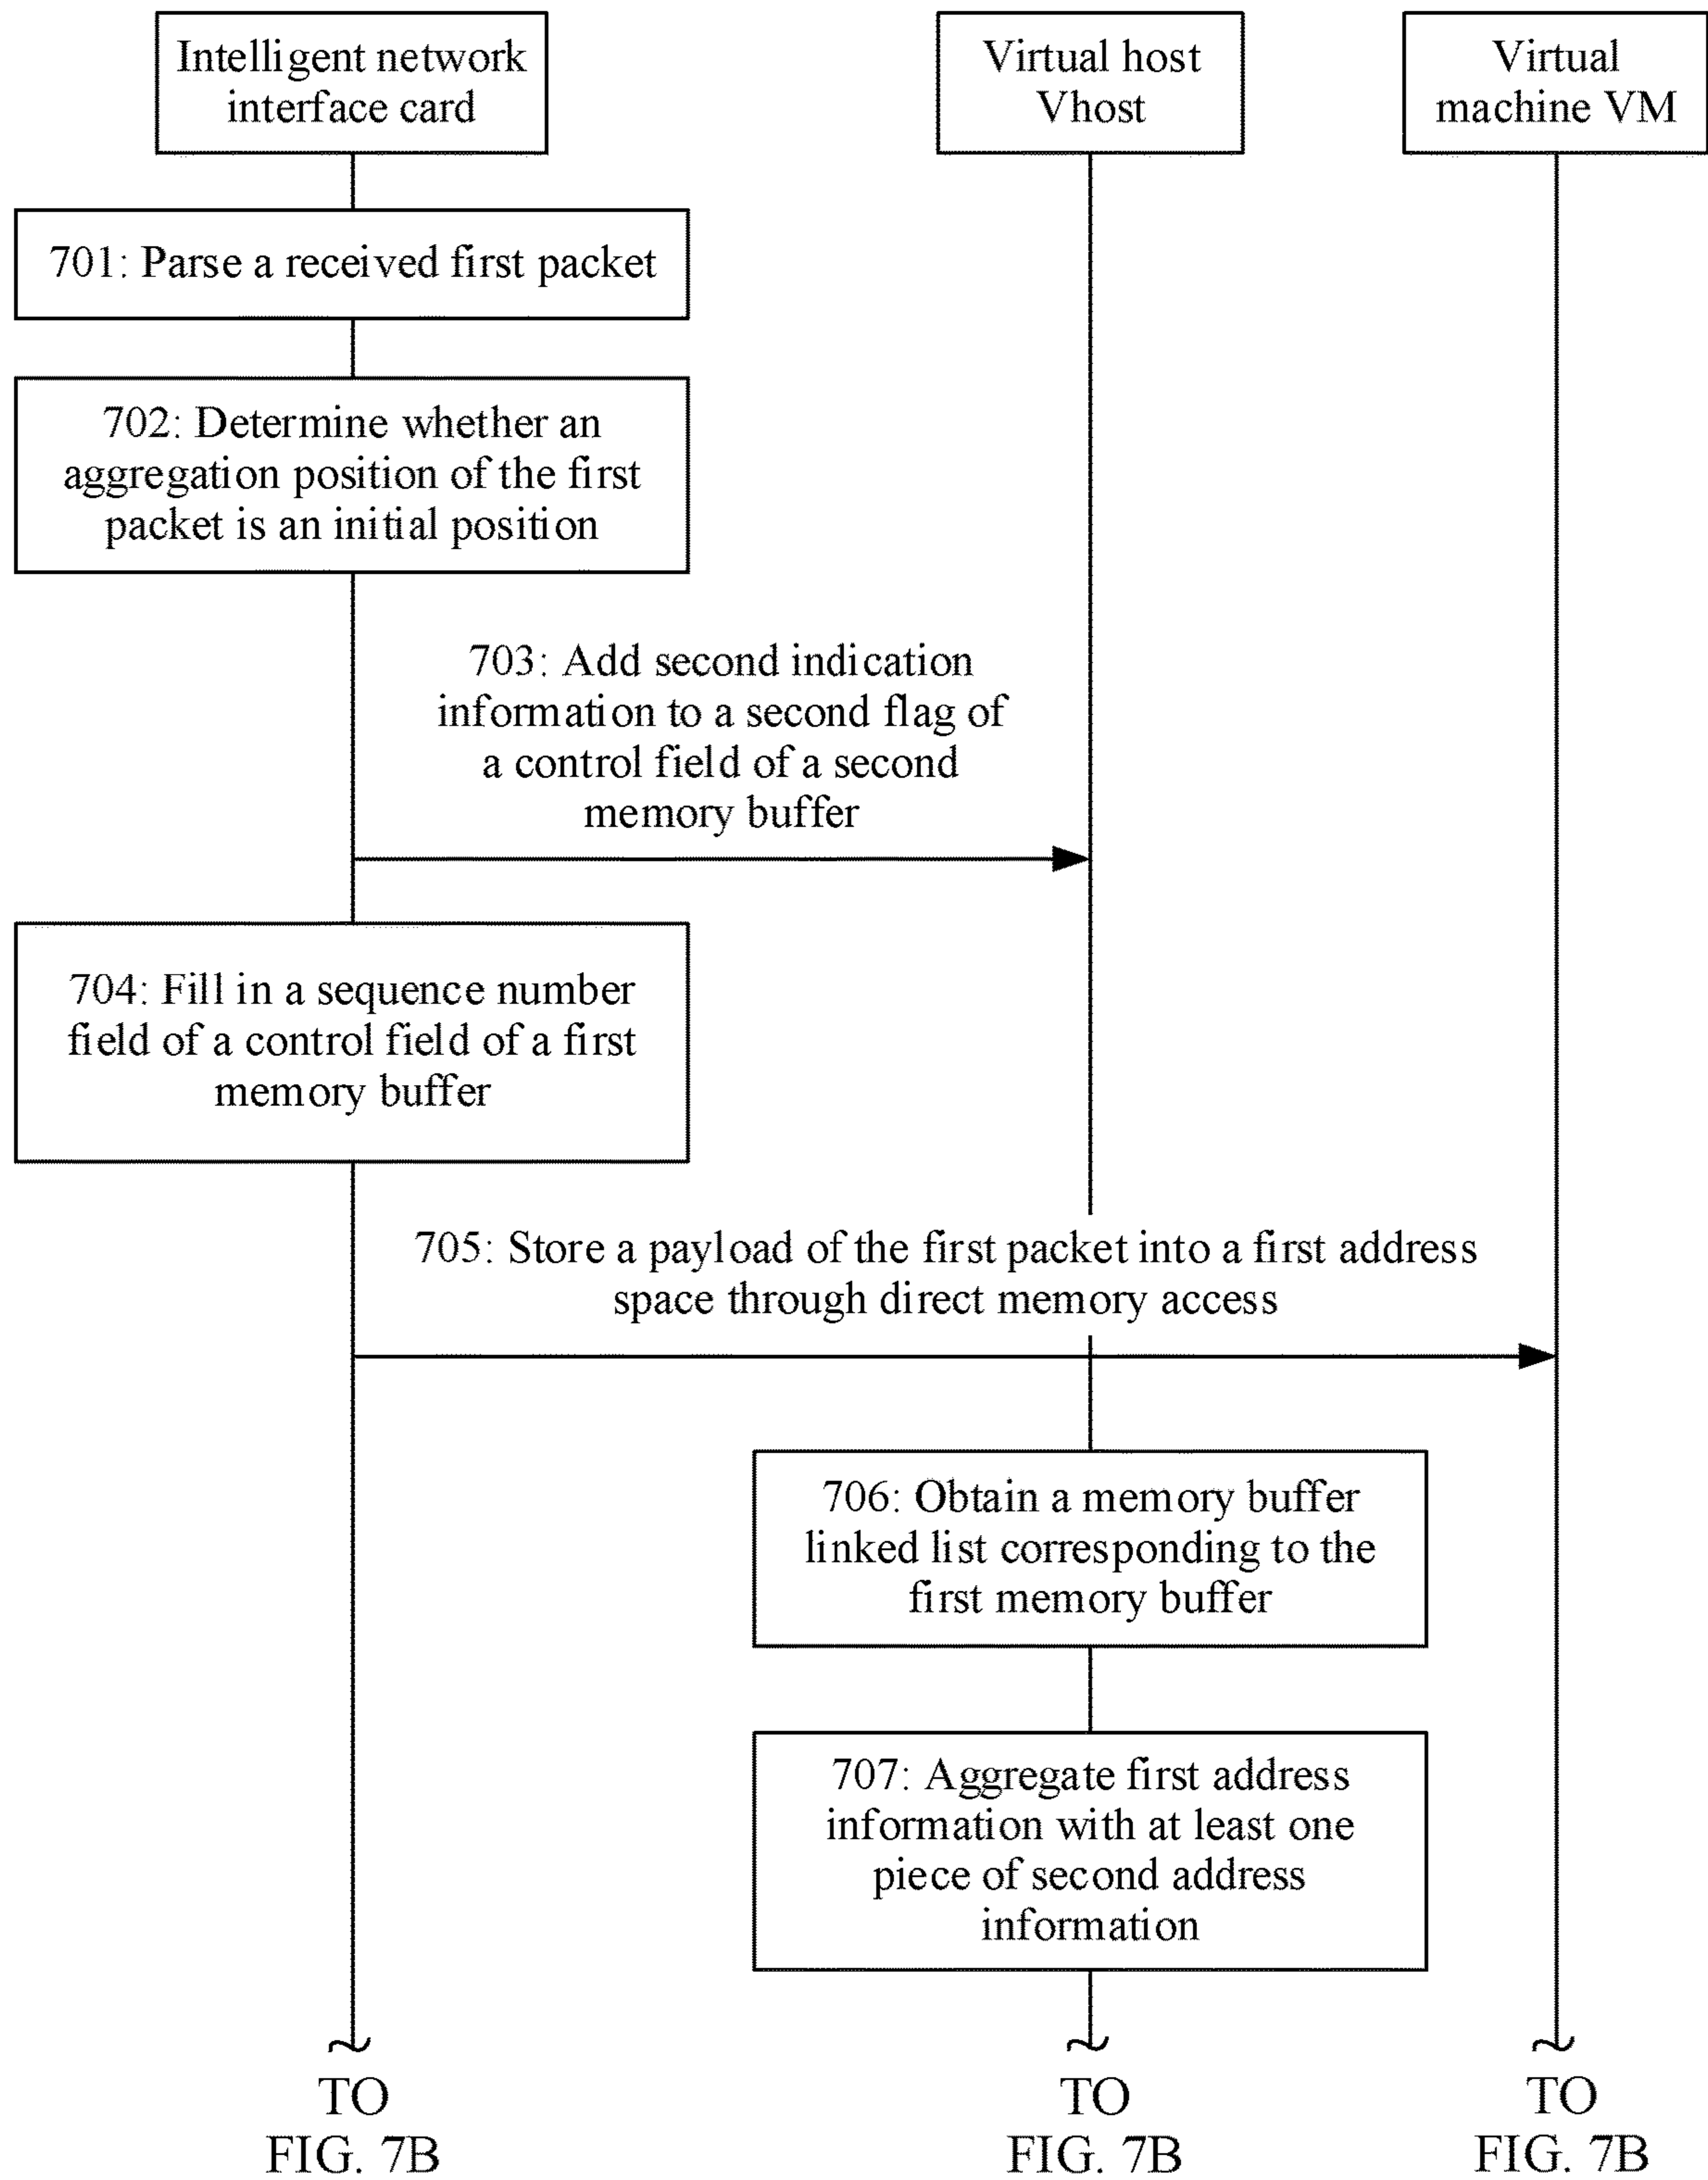 Intelligent network
interface card
Virtual host
Vhost
Virtual
machine VM
701: Parse a received first packet
702: Determine whether an
aggregation position of the first
packet is an initial position
703: Add second indication
information to a second flag of
a control field of a second
memory buffer
704: Fill in a sequence number
field of a control field of a first
memory buffer
705: Store a payload of the first packet into a first address
space through direct memory access
706: Obtain a memory buffer
linked list corresponding to the
first memory buffer
707: Aggregate first address
information with at least one
piece of second address
information
TO
FIG. 7B
TO
FIG. 7B
TO
FIG. 7B